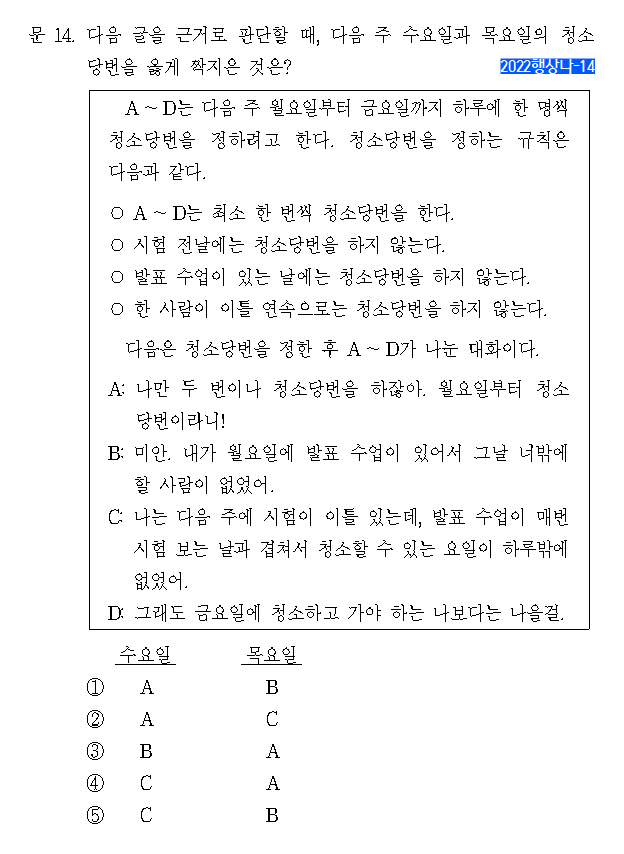 문 14. 다음 글을 근거로 판단할 때, 다음 주 수요일과 목요일의 청소
당번을 옳게 짝지은 것은?
2022행상나-14
A ~ D는 다음 주 월요일부터 금요일까지 하루에 한 명씩
청소당번을 정하려고 한다. 청소당번을 정하는 규칙은
다음과 같다.
○ A ~ D는 최소 한 번씩 청소당번을 한다.
○ 시험 전날에는 청소당번을 하지 않는다.
○ 발표 수업이 있는 날에는 청소당번을 하지 않는다.
○ 한 사람이 이틀 연속으로는 청소당번을 하지 않는다.
다음은 청소당번을 정한 후 A ~ D가 나눈 대화이다.
A: 나만 두 번이나 청소당번을 하잖아. 월요일부터 청소
당번이라니!
B: 미안. 내가 월요일에 발표 수업이 있어서 그날 너밖에
할 사람이 없었어.
C: 나는 다음 주에 시험이 이틀 있는데, 발표 수업이 매번
시험 보는 날과 겹쳐서 청소할 수 있는 요일이 하루밖에
없었어.
D: 그래도 금요일에 청소하고 가야 하는 나보다는 나을걸.
수요일 목요일
① A B
② A C
③ B A
④ C A
⑤ C B